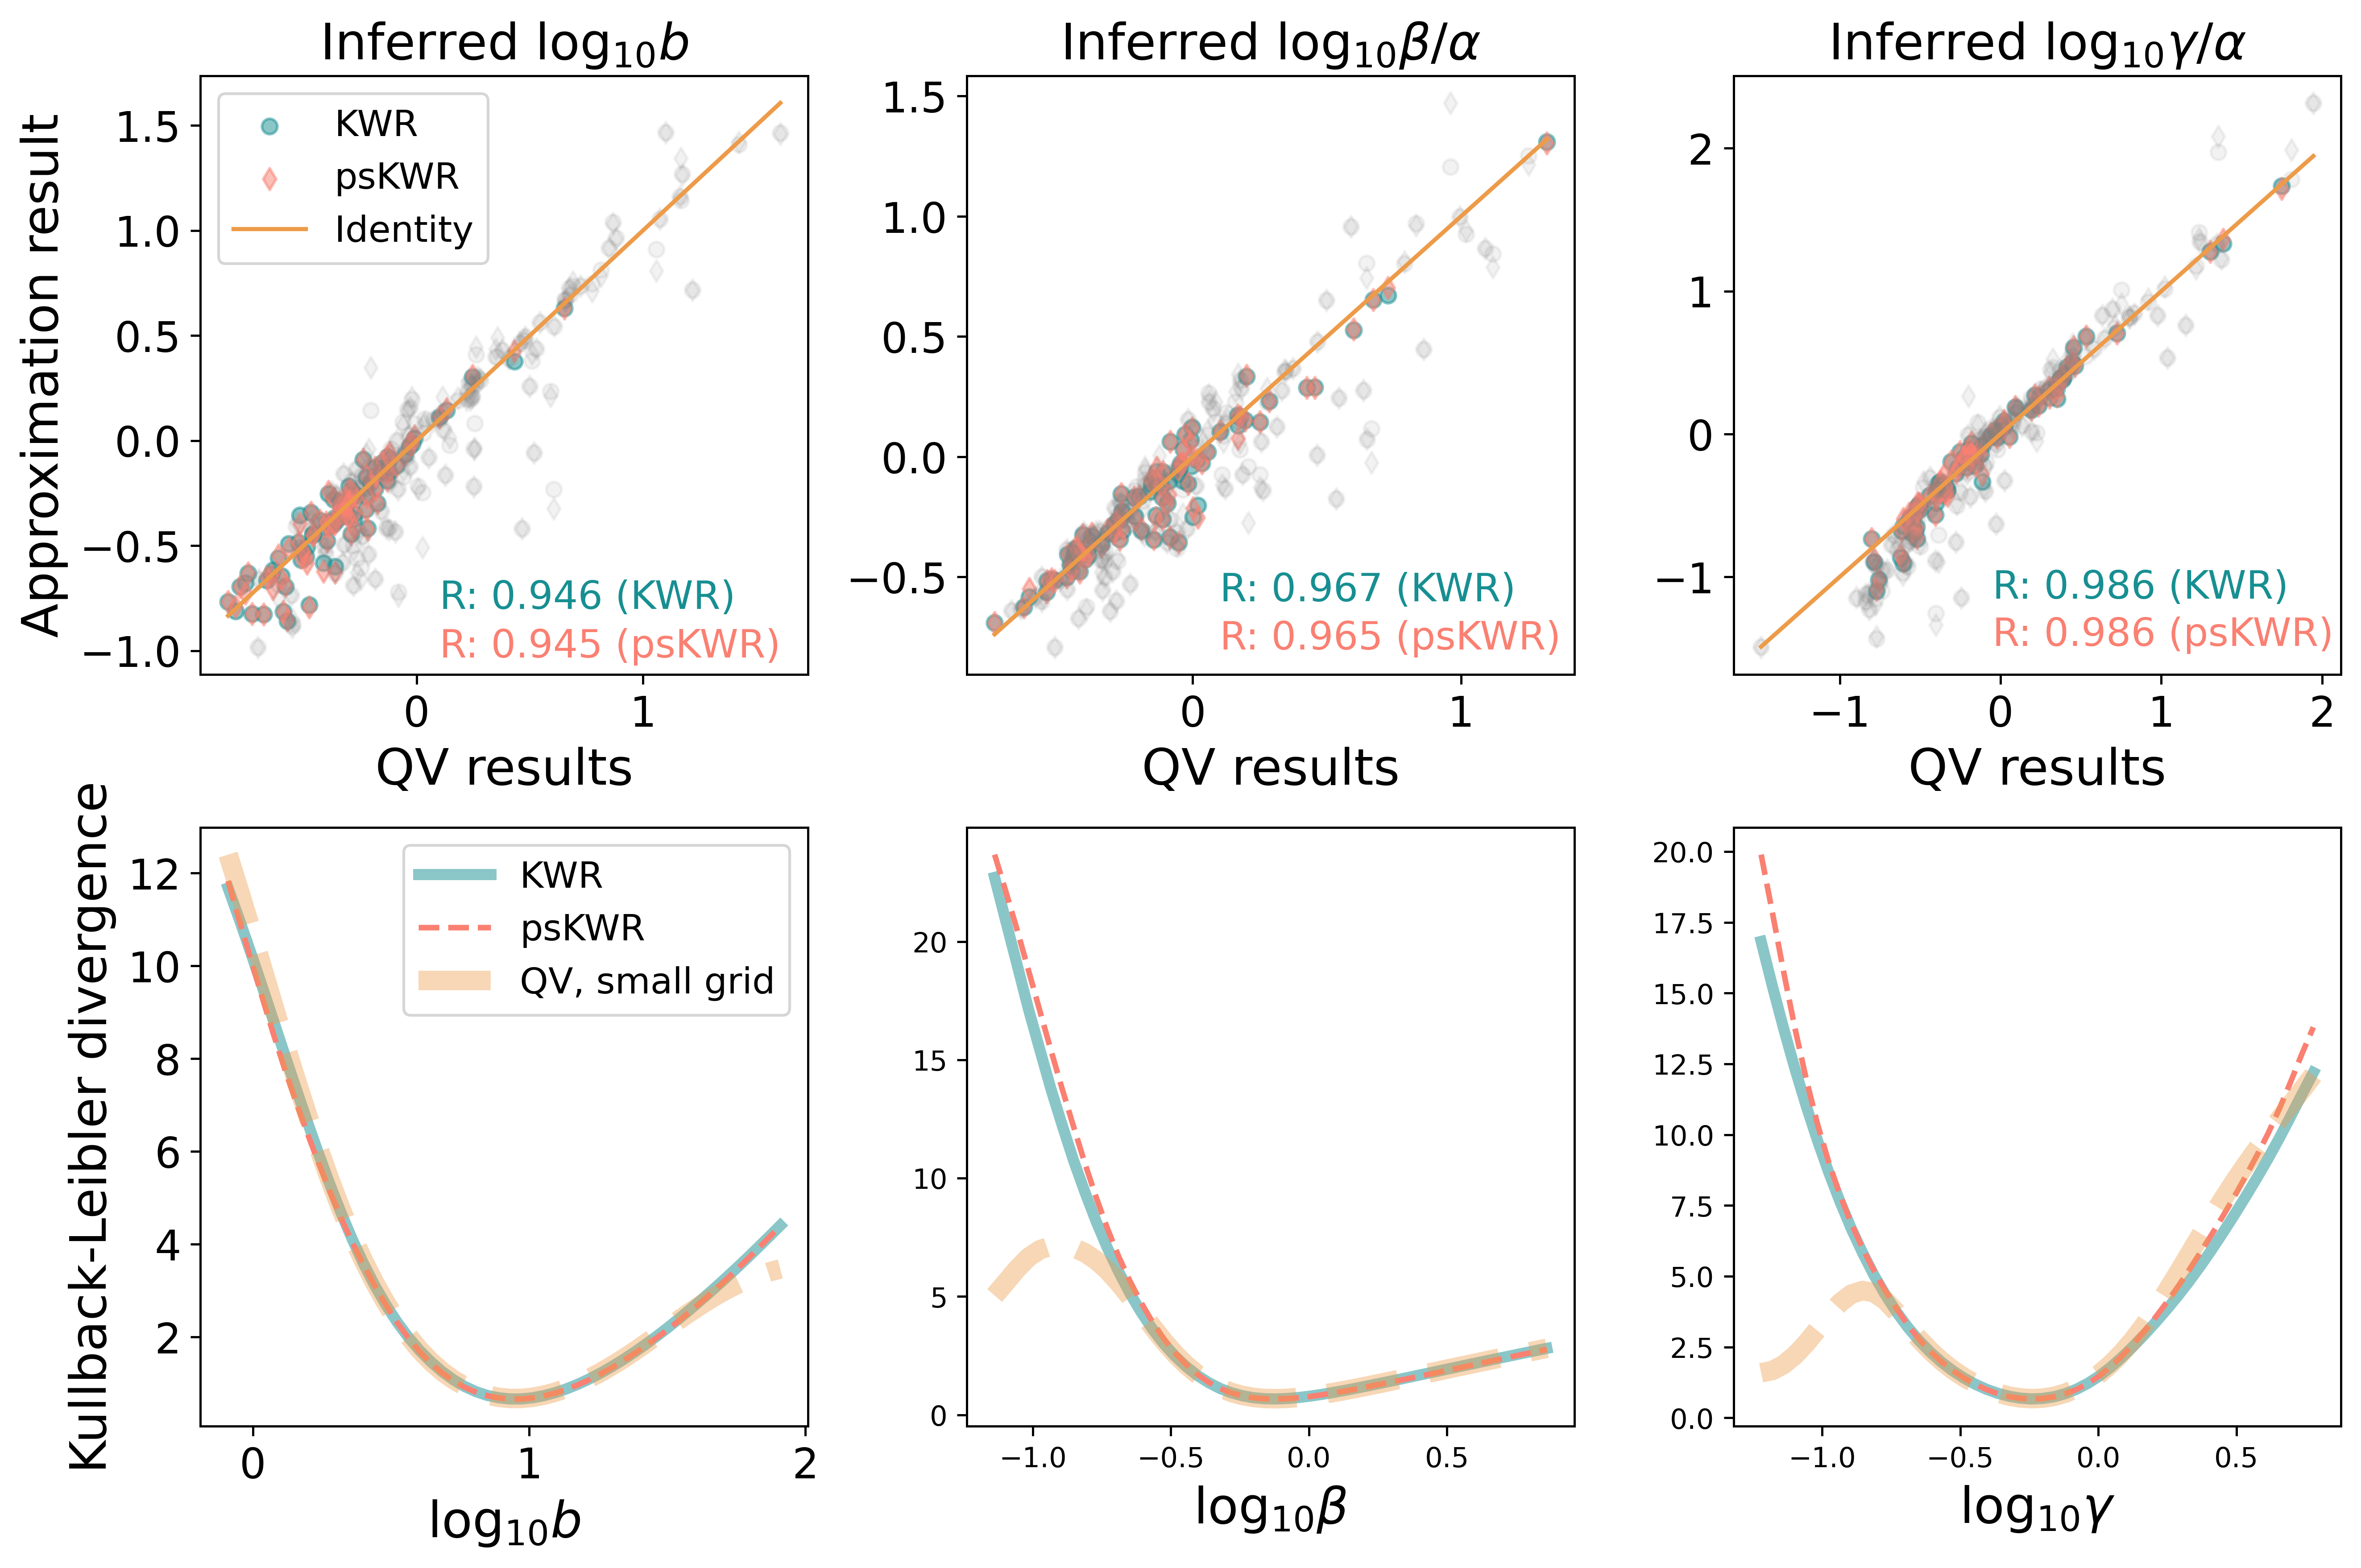 Inferred log₁₀b
Approximation result
1.5
1.0
0.5
0.0
−0.5
−1.0
KWR
psKWR
Identity
R: 0.946 (KWR)
R: 0.945 (psKWR)
0 1
QV results
Inferred log₁₀β/α
1.5
1.0
0.5
0.0
−0.5
R: 0.967 (KWR)
R: 0.965 (psKWR)
0 1
QV results
Inferred log₁₀γ/α
2
1
0
−1
R: 0.986 (KWR)
R: 0.986 (psKWR)
−1 0 1 2
QV results
Kullback-Leibler divergence
12
10
8
6
4
2
KWR
psKWR
QV, small grid
0 1 2
log₁₀b
20
15
10
5
0
−1.0 −0.5 0.0 0.5
log₁₀β
20.0
17.5
15.0
12.5
10.0
7.5
5.0
2.5
0.0
−1.0 −0.5 0.0 0.5
log₁₀γ